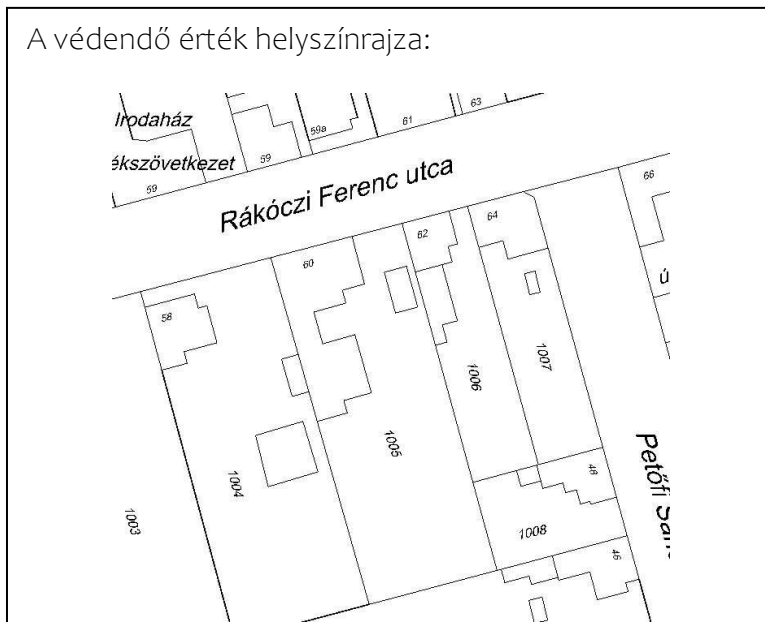 A védendő érték helyszínrajza:
Irodaház
ékszövetkezet
59
59
59a
61
63
Rákóczi Ferenc utca
58
60
62
64
66
ú
1003
1004
1005
1006
1007
1008
48
46
Petőfi Sán